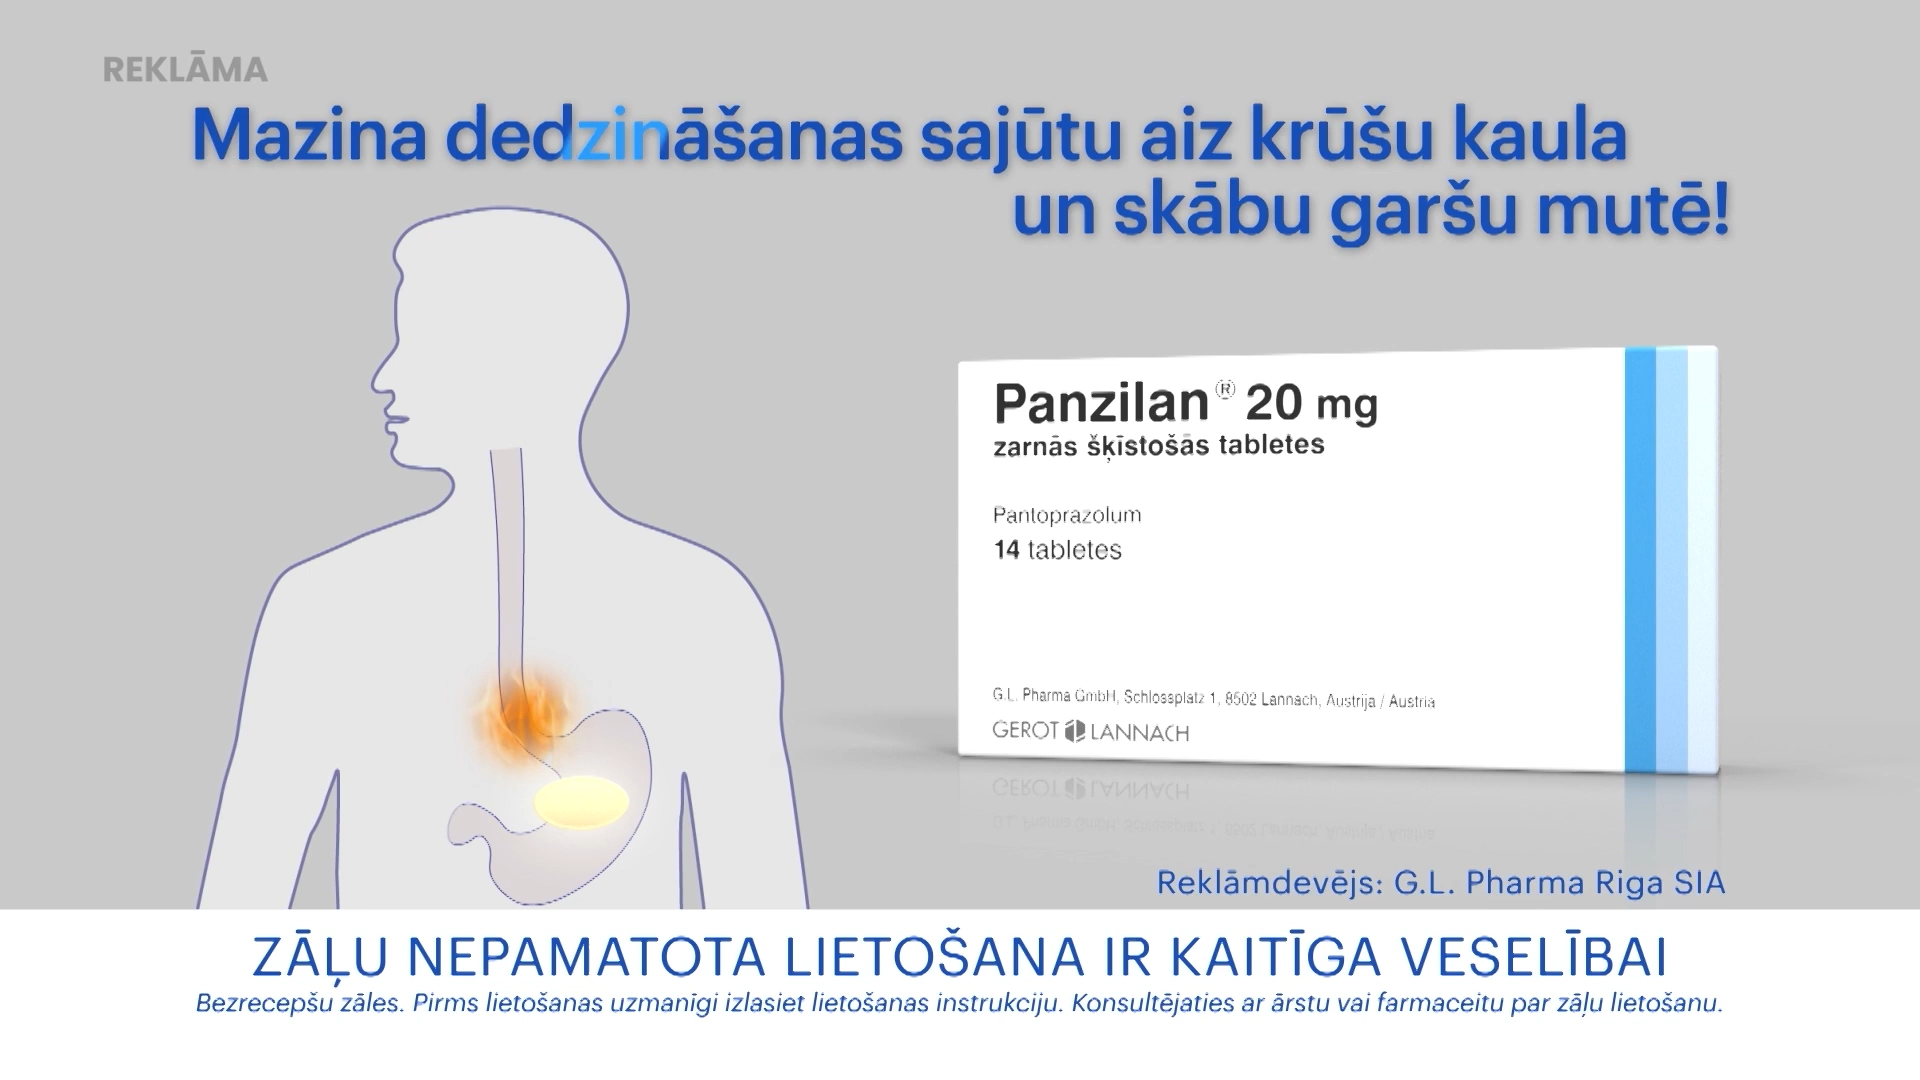 REKLĀMA
Mazina dedzināšanas sajūtu aiz krūšu kaula
un skābu garšu mutē!
Panzilan® 20 mg
zarnās šķīstošās tabletes
Pantoprazolum
14 tabletes
G.L. Pharma GmbH, Schlossplatz 1, 8502 Lannach, Austrija / Austria
GEROT LANNACH
Reklāmdevējs: G.L. Pharma Riga SIA
ZĀĻU NEPAMATOTA LIETOŠANA IR KAITĪGA VESELĪBAI
Bezrecepšu zāles. Pirms lietošanas uzmanīgi izlasiet lietošanas instrukciju. Konsultējaties ar ārstu vai farmaceitu par zāļu lietošanu.